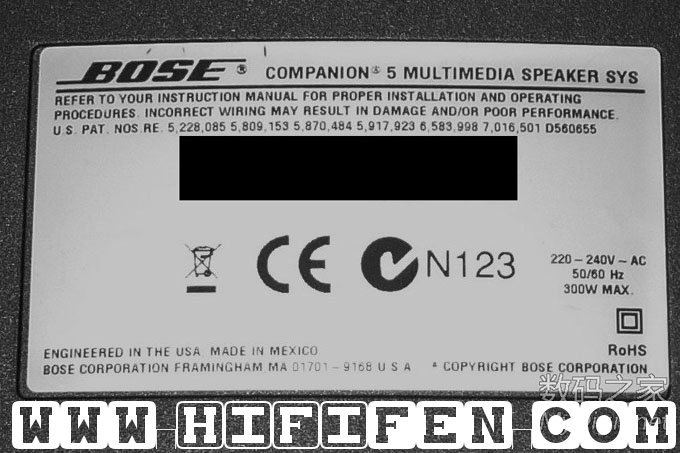 BOSE® COMPANION® 5 MULTIMEDIA SPEAKER SYS
REFER TO YOUR INSTRUCTION MANUAL FOR PROPER INSTALLATION AND OPERATING
PROCEDURES. INCORRECT WIRING MAY RESULT IN DAMAGE AND/OR POOR PERFORMANCE.
U.S. PAT. NOS.RE. 5,228,085 5,809,153 5,870,484 5,917,923 6,583,998 7,016,501 D560655
CE N123
220-240V~AC
50/60 Hz
300W MAX.
RoHS
ENGINEERED IN THE USA. MADE IN MEXICO
BOSE CORPORATION FRAMINGHAM MA 01701-9168 U S A © COPYRIGHT BOSE CORPORATION
数码之家
WWW HIFIFEN COM